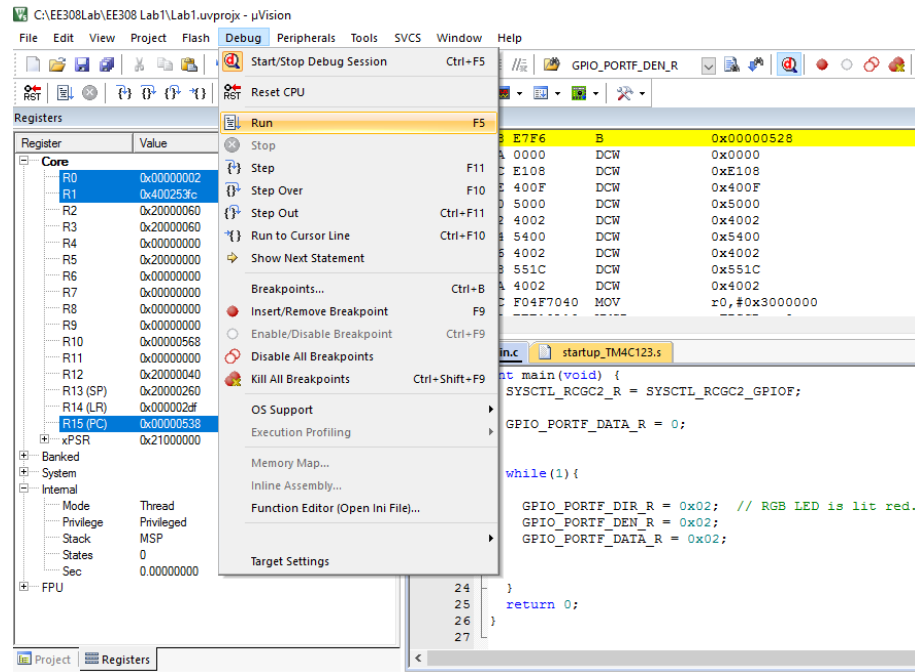 C:\EE308Lab\EE308 Lab1\Lab1.uvprojx - µVision
File Edit View Project Flash Debug Peripherals Tools SVCS Window Help
GPIO_PORTF_DEN_R
RST
Registers
Register Value
Core
R0 0x00000002
R1 0x400253fc
R2 0x20000060
R3 0x20000060
R4 0x00000000
R5 0x20000000
R6 0x00000000
R7 0x00000000
R8 0x00000000
R9 0x00000000
R10 0x00000568
R11 0x00000000
R12 0x20000040
R13 (SP) 0x20000260
R14 (LR) 0x000002df
R15 (PC) 0x00000538
xPSR 0x21000000
Banked
System
Internal
Mode Thread
Privilege Privileged
Stack MSP
States 0
Sec 0.00000000
FPU
Project Registers
Start/Stop Debug Session Ctrl+F5
RST Reset CPU
Run F5
Stop
Step F11
Step Over F10
Step Out Ctrl+F11
Run to Cursor Line Ctrl+F10
Show Next Statement
Breakpoints... Ctrl+B
Insert/Remove Breakpoint F9
Enable/Disable Breakpoint Ctrl+F9
Disable All Breakpoints
Kill All Breakpoints Ctrl+Shift+F9
OS Support
Execution Profiling
Memory Map...
Inline Assembly...
Function Editor (Open Ini File)...
Target Settings
E7F6 B 0x00000528
0000 DCW 0x0000
E108 DCW 0xE108
400F DCW 0x400F
5000 DCW 0x5000
4002 DCW 0x4002
5400 DCW 0x5400
4002 DCW 0x4002
551C DCW 0x551C
4002 DCW 0x4002
F04F7040 MOV r0,#0x3000000
in.c startup_TM4C123.s
nt main(void) {
SYSCTL_RCGC2_R = SYSCTL_RCGC2_GPIOF;
GPIO_PORTF_DATA_R = 0;
while(1){
GPIO_PORTF_DIR_R = 0x02; // RGB LED is lit red.
GPIO_PORTF_DEN_R = 0x02;
GPIO_PORTF_DATA_R = 0x02;
24 }
25 return 0;
26 }
27